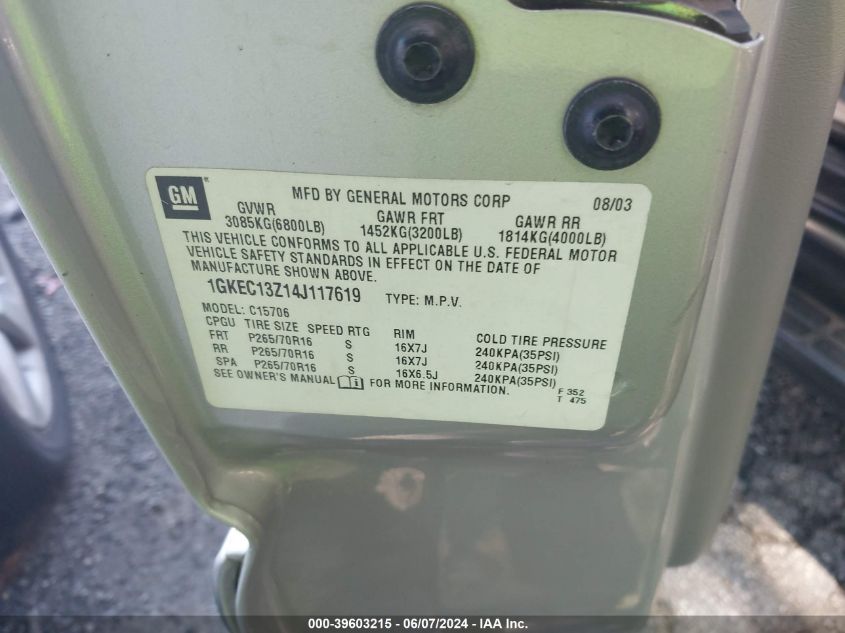 GM
MFD BY GENERAL MOTORS CORP 08/03
GVWR GAWR FRT GAWR RR
3085KG(6800LB) 1452KG(3200LB) 1814KG(4000LB)
THIS VEHICLE CONFORMS TO ALL APPLICABLE U.S. FEDERAL MOTOR
VEHICLE SAFETY STANDARDS IN EFFECT ON THE DATE OF
MANUFACTURE SHOWN ABOVE.
1GKEC13Z14J117619 TYPE: M.P.V.
MODEL: C15706
CPGU TIRE SIZE SPEED RTG RIM COLD TIRE PRESSURE
FRT P265/70R16 S 16X7J 240KPA(35PSI)
RR P265/70R16 S 16X7J 240KPA(35PSI)
SPA P265/70R16 S 16X6.5J 240KPA(35PSI)
SEE OWNER'S MANUAL FOR MORE INFORMATION.
F 352
T 475
000-39603215 - 06/07/2024 - IAA Inc.